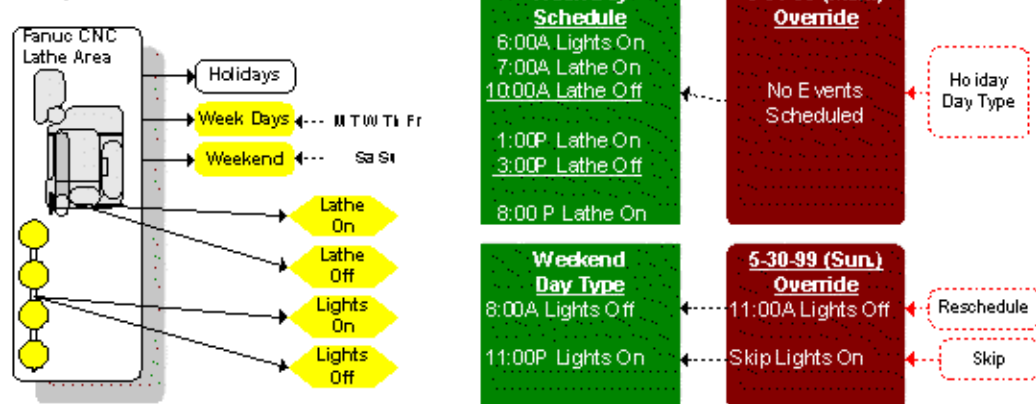 Fanuc CNC
Lathe Area
Holidays
Week Days
M T W Th Fr
Weekend
Sa Su
Lathe
On
Lathe
Off
Lights
On
Lights
Off
Schedule
6:00A Lights On
7:00A Lathe On
10:00A Lathe Off
1:00P Lathe On
3:00P Lathe Off
8:00 P Lathe On
Override
No Events
Scheduled
Ho iday
Day Type
Weekend
Day Type
8:00A Lights Off
11:00P Lights On
5-30-99 (Sun.)
Override
11:00A Lights Off
Skip Lights On
Reschedule
Skip